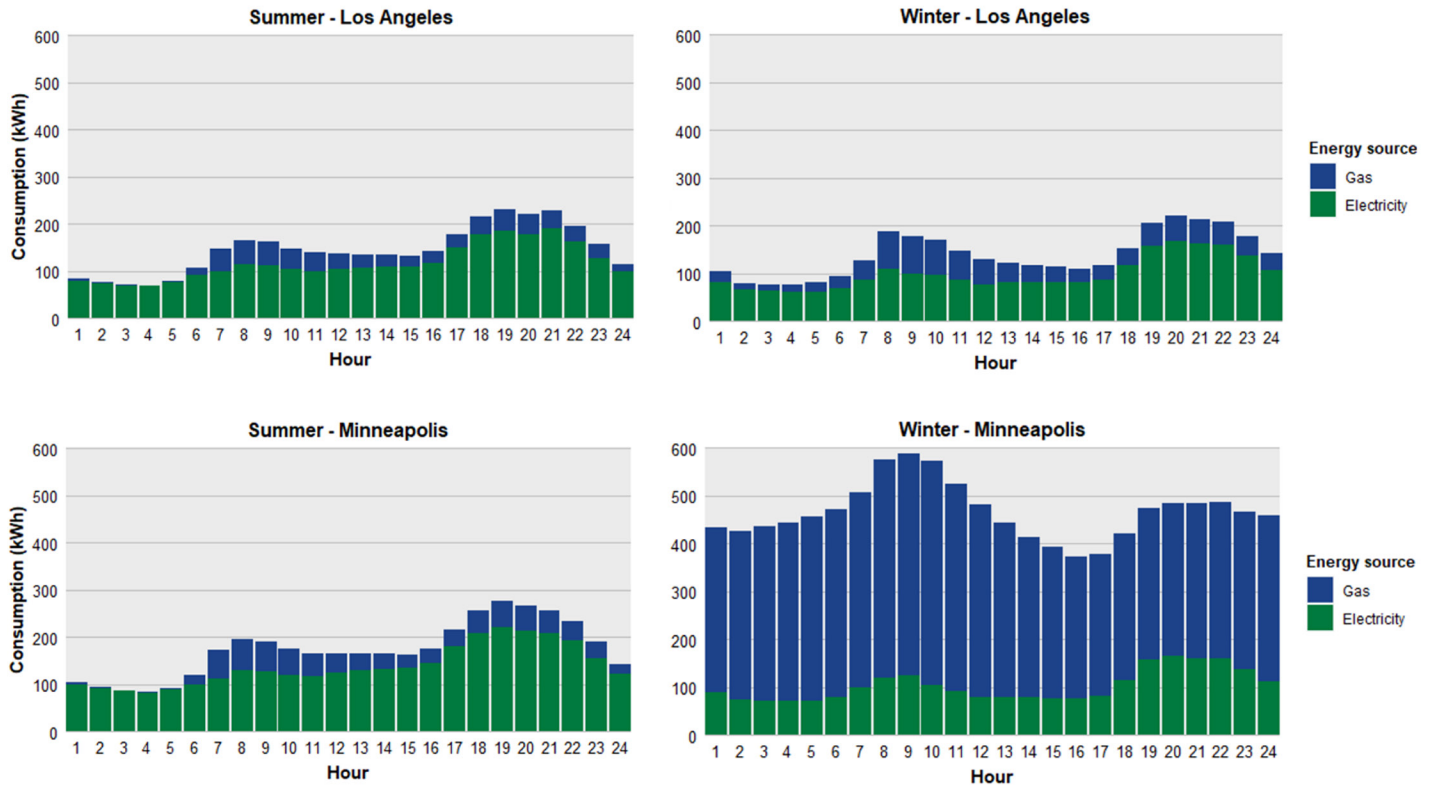 Summer - Los Angeles
Consumption (kWh)
600
500
400
300
200
100
0
1 2 3 4 5 6 7 8 9 10 11 12 13 14 15 16 17 18 19 20 21 22 23 24
Hour
Winter - Los Angeles
600
500
400
300
200
100
0
1 2 3 4 5 6 7 8 9 10 11 12 13 14 15 16 17 18 19 20 21 22 23 24
Hour
Energy source
Gas
Electricity
Summer - Minneapolis
Consumption (kWh)
600
500
400
300
200
100
0
1 2 3 4 5 6 7 8 9 10 11 12 13 14 15 16 17 18 19 20 21 22 23 24
Hour
Winter - Minneapolis
600
500
400
300
200
100
0
1 2 3 4 5 6 7 8 9 10 11 12 13 14 15 16 17 18 19 20 21 22 23 24
Hour
Energy source
Gas
Electricity